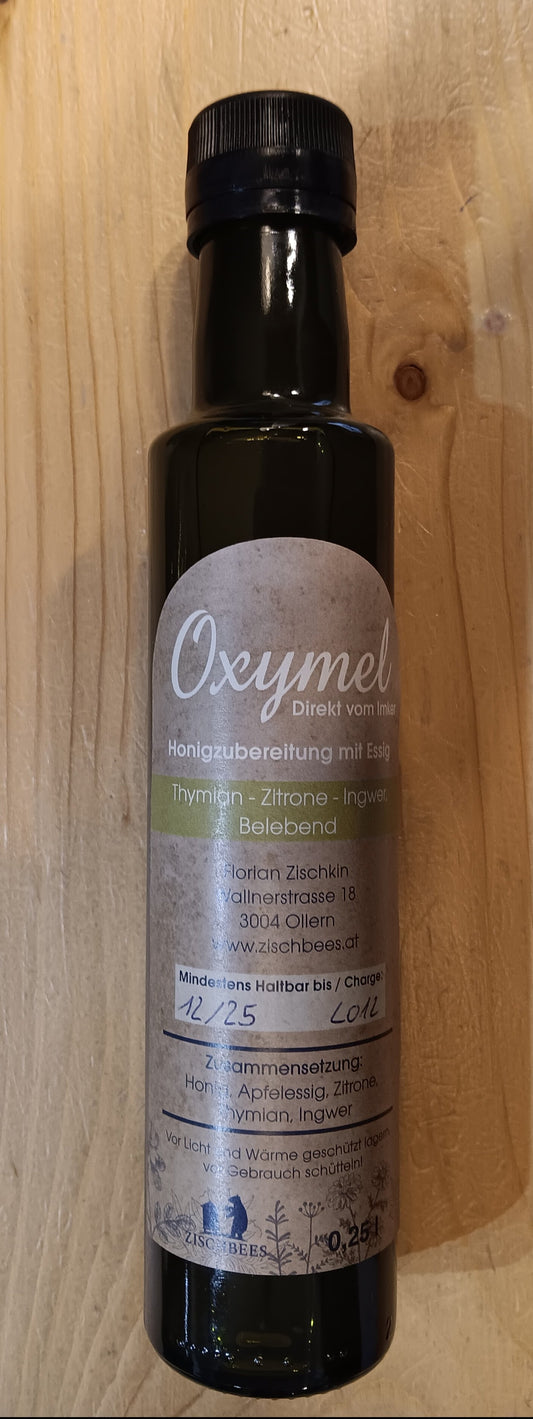 Oxymel
Direkt vom Imker
Honigzubereitung mit Essig
Thymian - Zitrone - Ingwer,
Belebend
Florian Zischkin
Wallnerstrasse 18
3004 Ollern
www.zischbees.at
Mindestens Haltbar bis / Charge:
12/25 L012
Zusammensetzung:
Honig, Apfelessig, Zitrone,
Thymian, Ingwer
Vor Licht und Wärme geschützt lagern,
vor Gebrauch schütteln!
ZISCHBEES
0,25 l